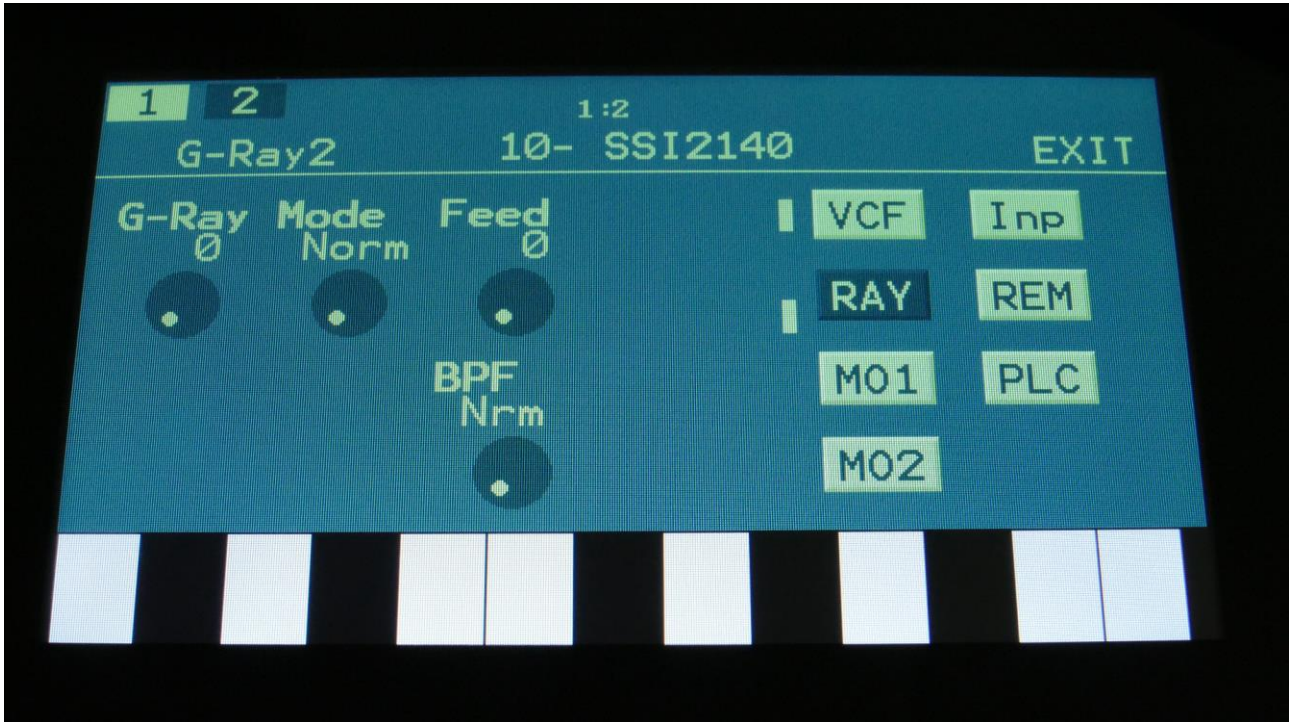 1 2 1:2
G-Ray2 10- SSI2140 EXIT
G-Ray Mode Feed VCF Inp
0 Norm 0
RAY REM
BPF MO1 PLC
Nrm
MO2